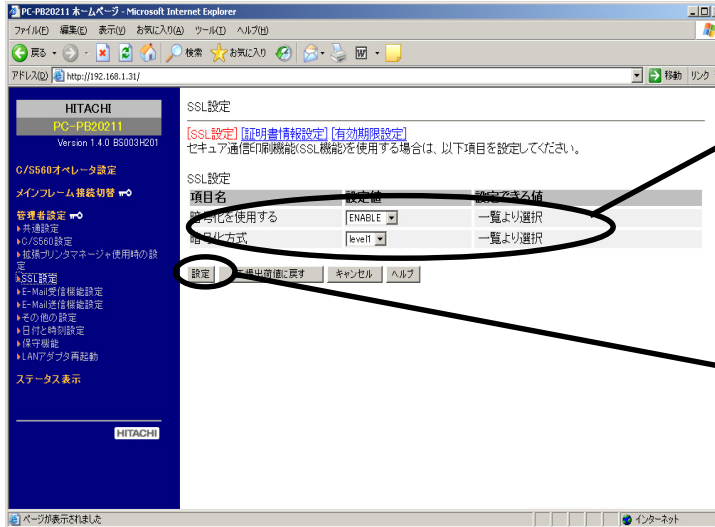 PC-PB20211 ホームページ - Microsoft Internet Explorer
ファイル(F) 編集(E) 表示(V) お気に入り(A) ツール(T) ヘルプ(H)
戻る 検索 お気に入り
アドレス(D) http://192.168.1.31/ 移動 リンク
HITACHI
PC-PB20211
Version 1.4.0 BS003H201
C/S560オペレータ設定
メインフレーム接続切替
管理者設定
共通設定
C/S560設定
拡張プリンタマネージャ使用時の設定
SSL設定
E-Mail受信機能設定
E-Mail送信機能設定
その他の設定
日付と時刻設定
保守機能
LANアダプタ再起動
ステータス表示
HITACHI
SSL設定
[SSL設定] [証明書情報設定] [有効期限設定]
セキュア通信印刷機能(SSL機能)を使用する場合は、以下項目を設定してください。
SSL設定
項目名 設定値 設定できる値
暗号化を使用する ENABLE 一覧より選択
暗号化方式 level1 一覧より選択
設定 工場出荷値に戻す キャンセル ヘルプ
ページが表示されました インターネット